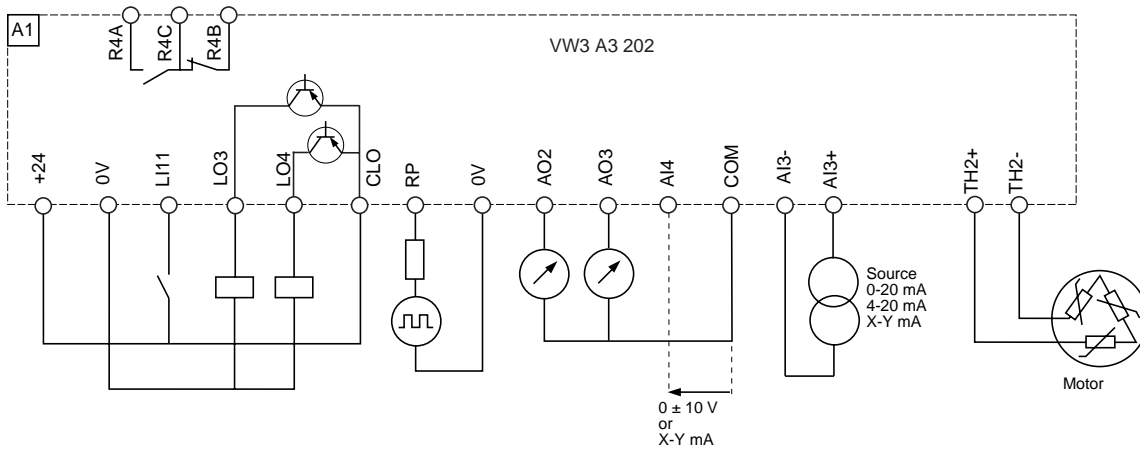 A1
R4A
R4C
R4B
VW3 A3 202
+24
0V
LI11
LO3
LO4
CLO
RP
0V
AO2
AO3
AI4
COM
AI3-
AI3+
TH2+
TH2-
Source
0-20 mA
4-20 mA
X-Y mA
Motor
0 ± 10 V
or
X-Y mA